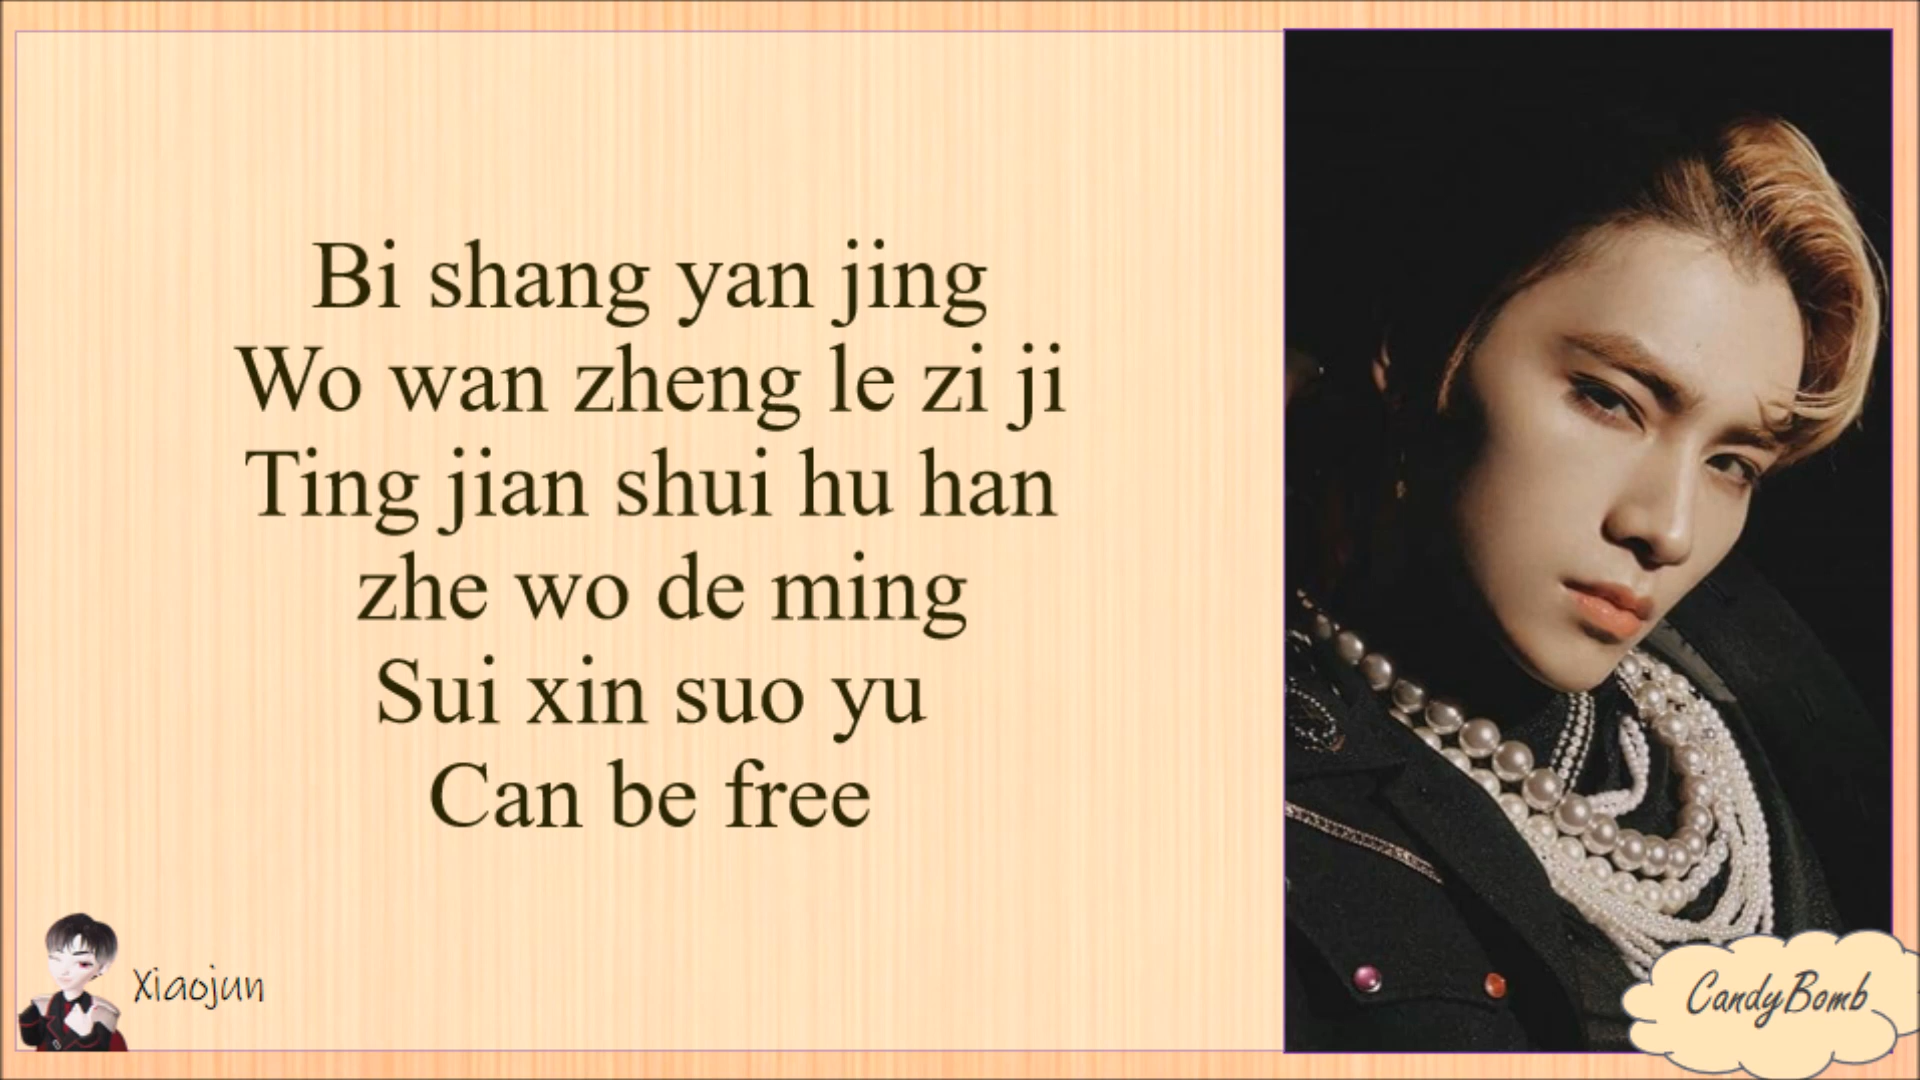 Bi shang yan jing
Wo wan zheng le zi ji
Ting jian shui hu han
zhe wo de ming
Sui xin suo yu
Can be free
Xiaojun
CandyBomb